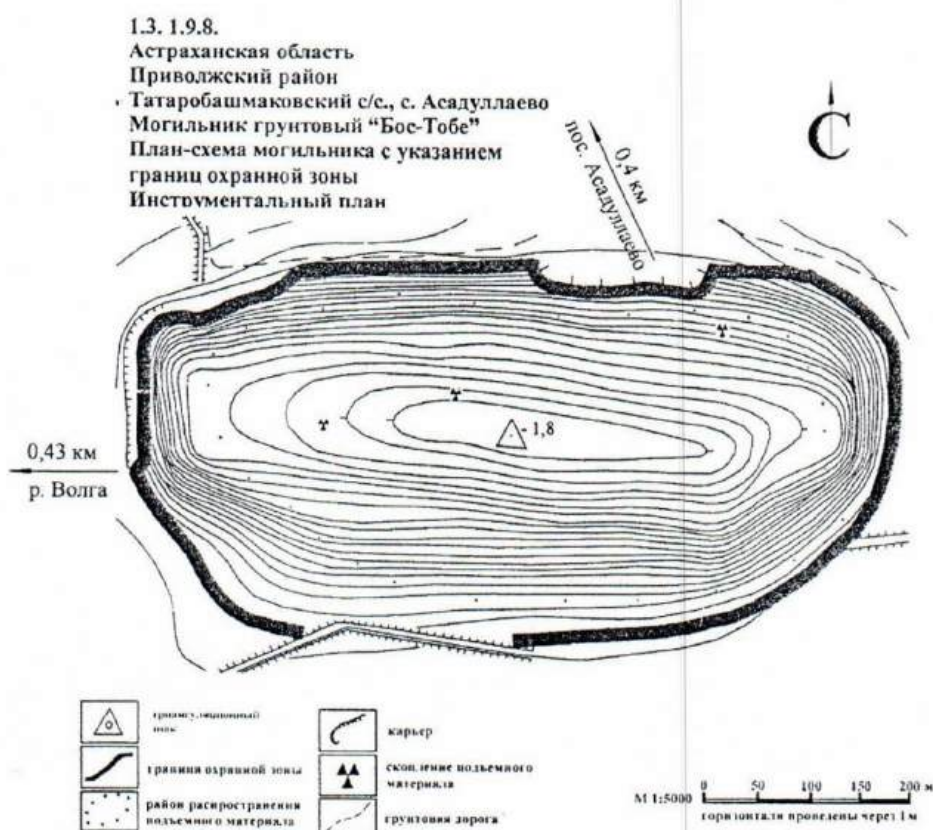 1.3. 1.9.8.
Астраханская область
Приволжский район
Татаробашмаковский с/с., с. Асадуллаево
Могильник грунтовый “Бос-Тобе”
План-схема могильника с указанием
границ охранной зоны
Инструментальный план
С
0,4 км
пос. Асадуллаево
- 1,8
0,43 км
р. Волга
триангуляционный
знак
карьер
граница охранной зоны
скопление подъемного
материала
район распространения
подъемного материала
грунтовая дорога
М 1:5000
0 50 100 150 200 м
горизонтали проведены через 1 м